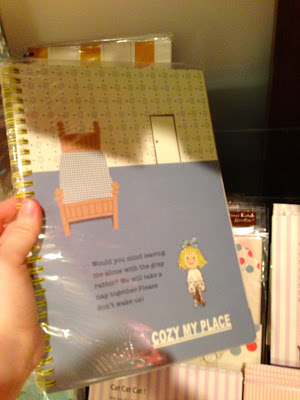 Would you mind leaving
me alone with the gray
rabbit? We will take a
nap together.Please
don't wake us!
COZY MY PLACE
Cat Cat Cat !